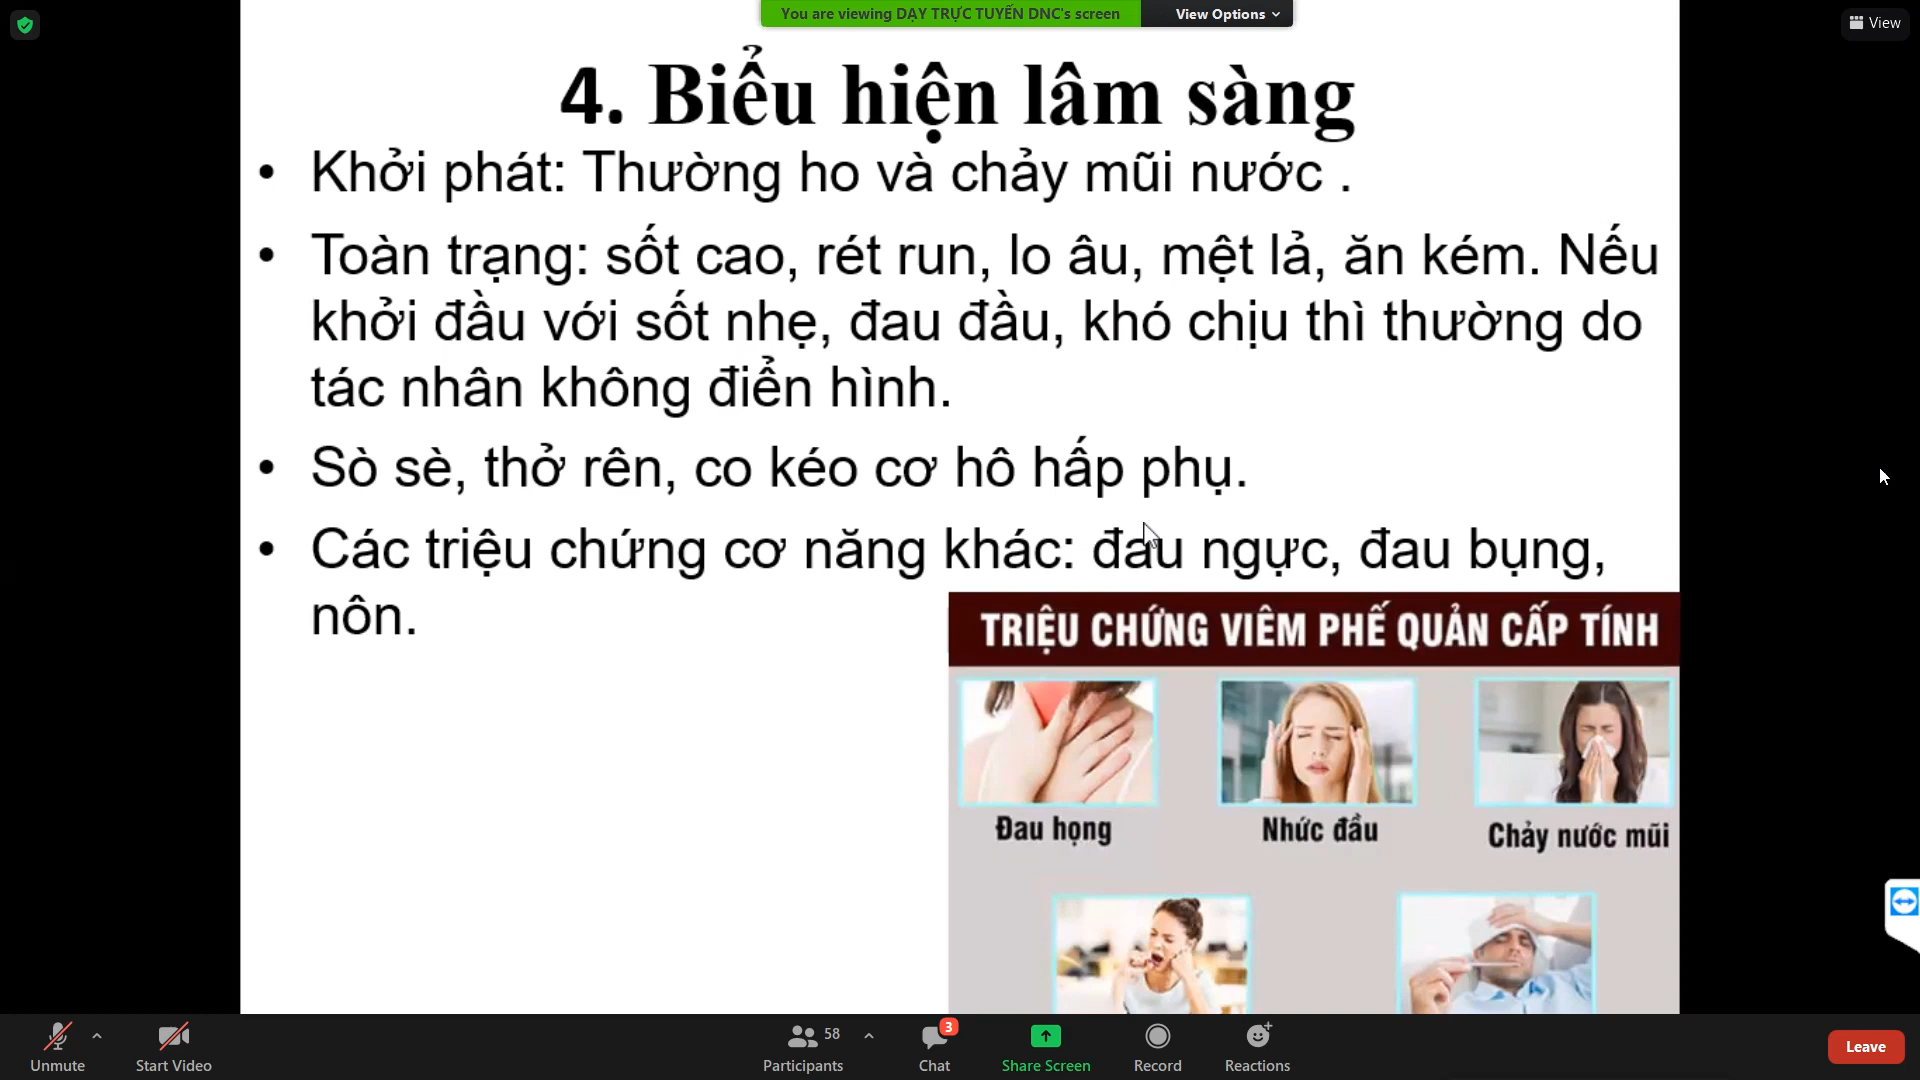 You are viewing DẠY TRỰC TUYẾN DNC's screen
View Options
View
4. Biểu hiện lâm sàng
• Khởi phát: Thường ho và chảy mũi nước .
• Toàn trạng: sốt cao, rét run, lo âu, mệt lả, ăn kém. Nếu
khởi đầu với sốt nhẹ, đau đầu, khó chịu thì thường do
tác nhân không điển hình.
• Sò sè, thở rên, co kéo cơ hô hấp phụ.
• Các triệu chứng cơ năng khác: đau ngực, đau bụng,
nôn.
TRIỆU CHỨNG VIÊM PHẾ QUẢN CẤP TÍNH
Đau họng
Nhức đầu
Chảy nước mũi
Unmute
Start Video
58
Participants
3
Chat
Share Screen
Record
Reactions
Leave